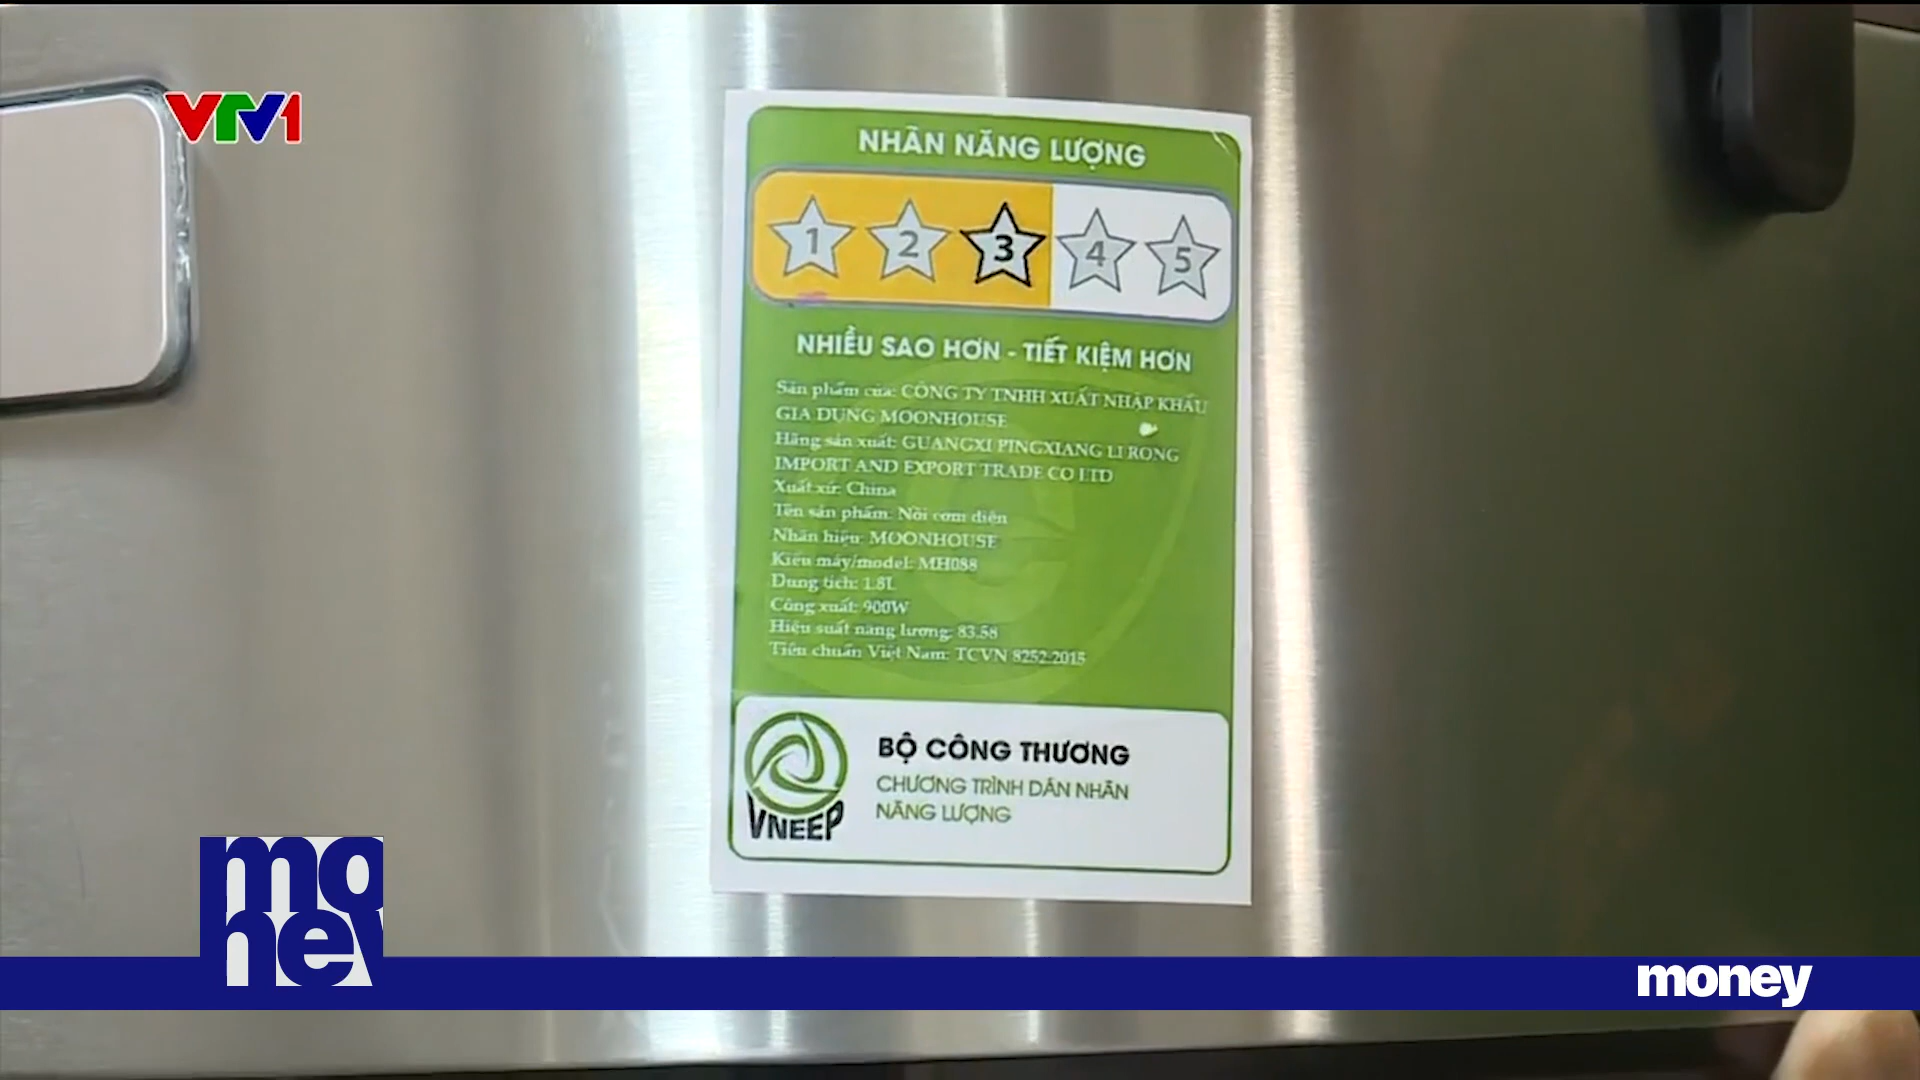 VTV1
NHÃN NĂNG LƯỢNG
1 2 3 4 5
NHIỀU SAO HƠN - TIẾT KIỆM HƠN
Sản phẩm của: CÔNG TY TNHH XUẤT NHẬP KHẨU
GIA DỤNG MOONHOUSE
Hãng sản xuất: GUANGXI PINGXIANG LI RONG
IMPORT AND EXPORT TRADE CO LTD
Xuất xứ: China
Tên sản phẩm: Nồi cơm điện
Nhãn hiệu: MOONHOUSE
Kiểu máy/model: MH088
Dung tích: 1.8L
Công xuất: 900W
Hiệu suất năng lượng: 83.58
Tiêu chuẩn Việt Nam: TCVN 8252:2015
VNEEP
BỘ CÔNG THƯƠNG
CHƯƠNG TRÌNH DÁN NHÃN
NĂNG LƯỢNG
money
money